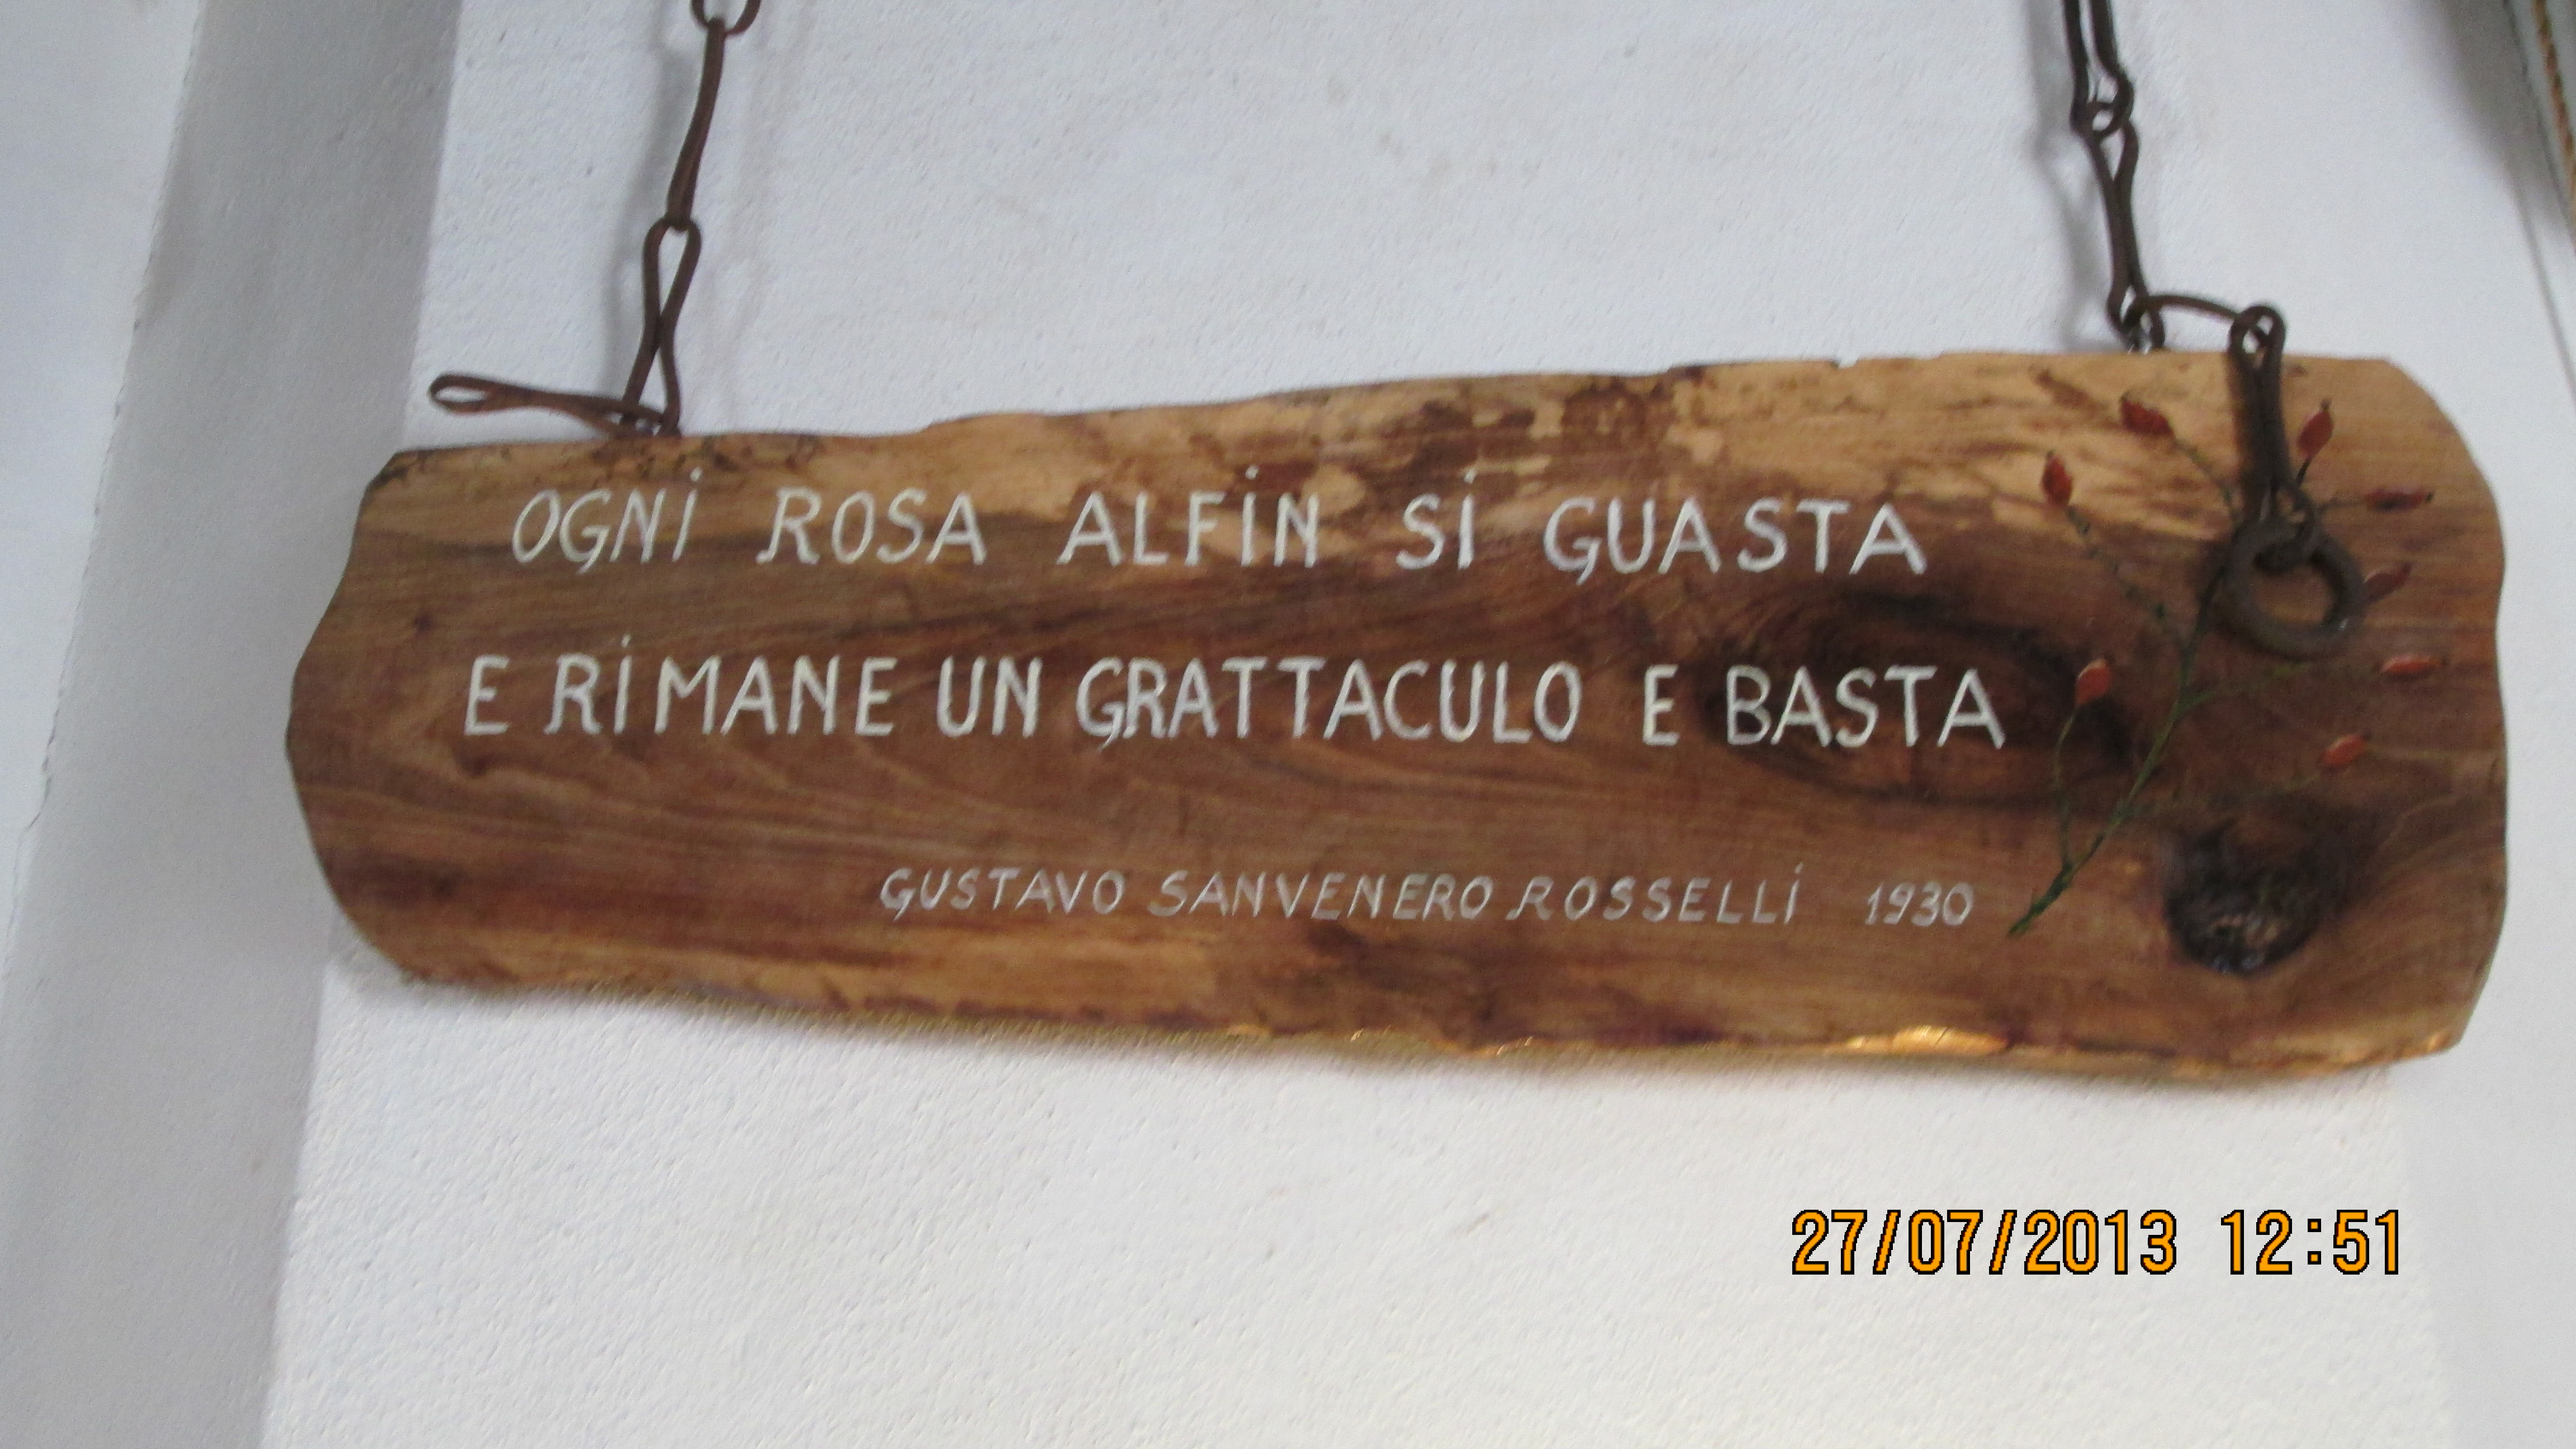 OGNI ROSA ALFIN SI GUASTA
E RIMANE UN GRATTACULO E BASTA
GUSTAVO SANVENERO ROSSELLI 1930
27/07/2013 12:51